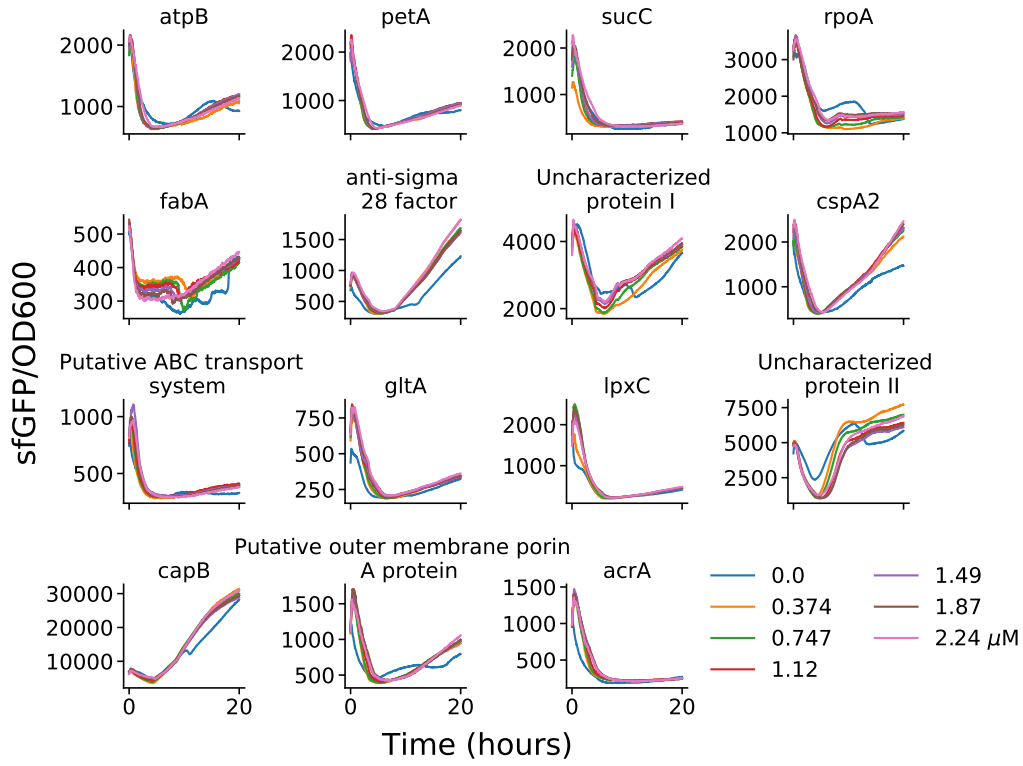 atpB
petA
sucC
rpoA
2000
1000
2000
1000
2000
1000
3000
2000
1000
fabA
anti-sigma
28 factor
Uncharacterized
protein I
cspA2
500
400
300
1500
1000
500
4000
2000
2000
1000
sfGFP/OD600
Putative ABC transport
system
gltA
lpxC
Uncharacterized
protein II
1000
500
750
500
250
2000
1000
7500
5000
2500
capB
Putative outer membrane porin
A protein
acrA
30000
20000
10000
1500
1000
500
1500
1000
500
0
20
0
20
0
20
Time (hours)
0.0
0.374
0.747
1.12
1.49
1.87
2.24 μM